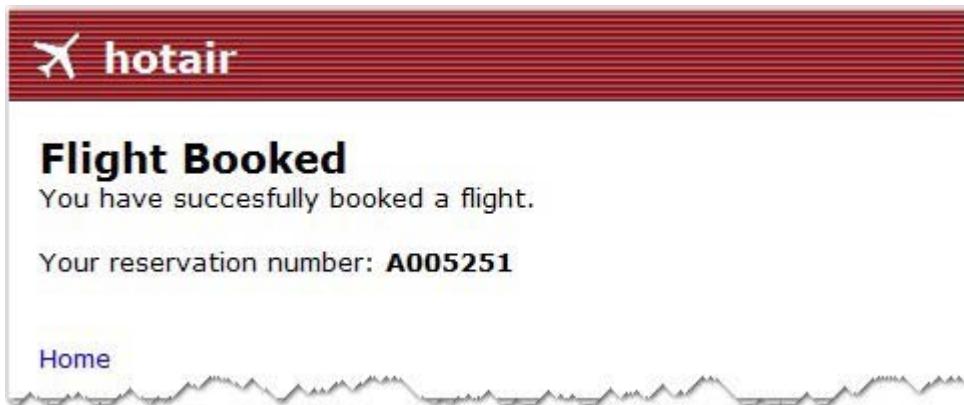 hotair
Flight Booked
You have succesfully booked a flight.
Your reservation number: A005251
Home